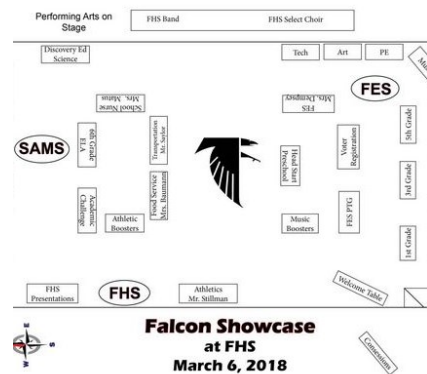 Performing Arts on
Stage
FHS Band
FHS Select Choir
Discovery Ed
Science
Tech
Art
PE
FES
School Nurse
Mrs. Matus
FES
Mrs. Dempsey
SAMS
6th Grade
ELA
Transportation
Mr. Saylor
Head Start
Preschool
Voter
Registration
5th Grade
3rd Grade
1st Grade
Academic
Challenge
Food Service
Mrs. Baumann
Athletic
Boosters
Music
Boosters
FES PTG
FHS
Presentations
FHS
Athletics
Mr. Stillman
Welcome Table
Falcon Showcase
at FHS
March 6, 2018
E
S
W